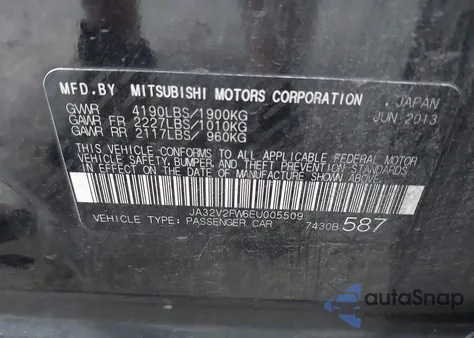 MFD.BY MITSUBISHI MOTORS CORPORATION , JAPAN
GVWR 4190LBS/1900KG JUN 2013
GAWR FR 2227LBS/1010KG
GAWR RR 2117LBS/ 960KG
THIS VEHICLE CONFORMS TO ALL APPLICABLE FEDERAL MOTOR
VEHICLE SAFETY, BUMPER, AND THEFT PREVENTION STANDARDS
IN EFFECT ON THE DATE OF MANUFACTURE SHOWN ABOVE.
JA32V2FW6EU005509
VEHICLE TYPE: PASSENGER CAR 7430B 587
autoSnap